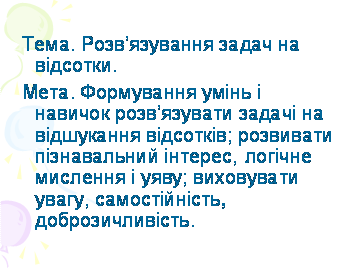 Тема. Розв’язування задач на
відсотки.
Мета. Формування умінь і
навичок розв’язувати задачі на
відшукання відсотків; розвивати
пізнавальний інтерес, логічне
мислення і уяву; виховувати
увагу, самостійність,
доброзичливість.